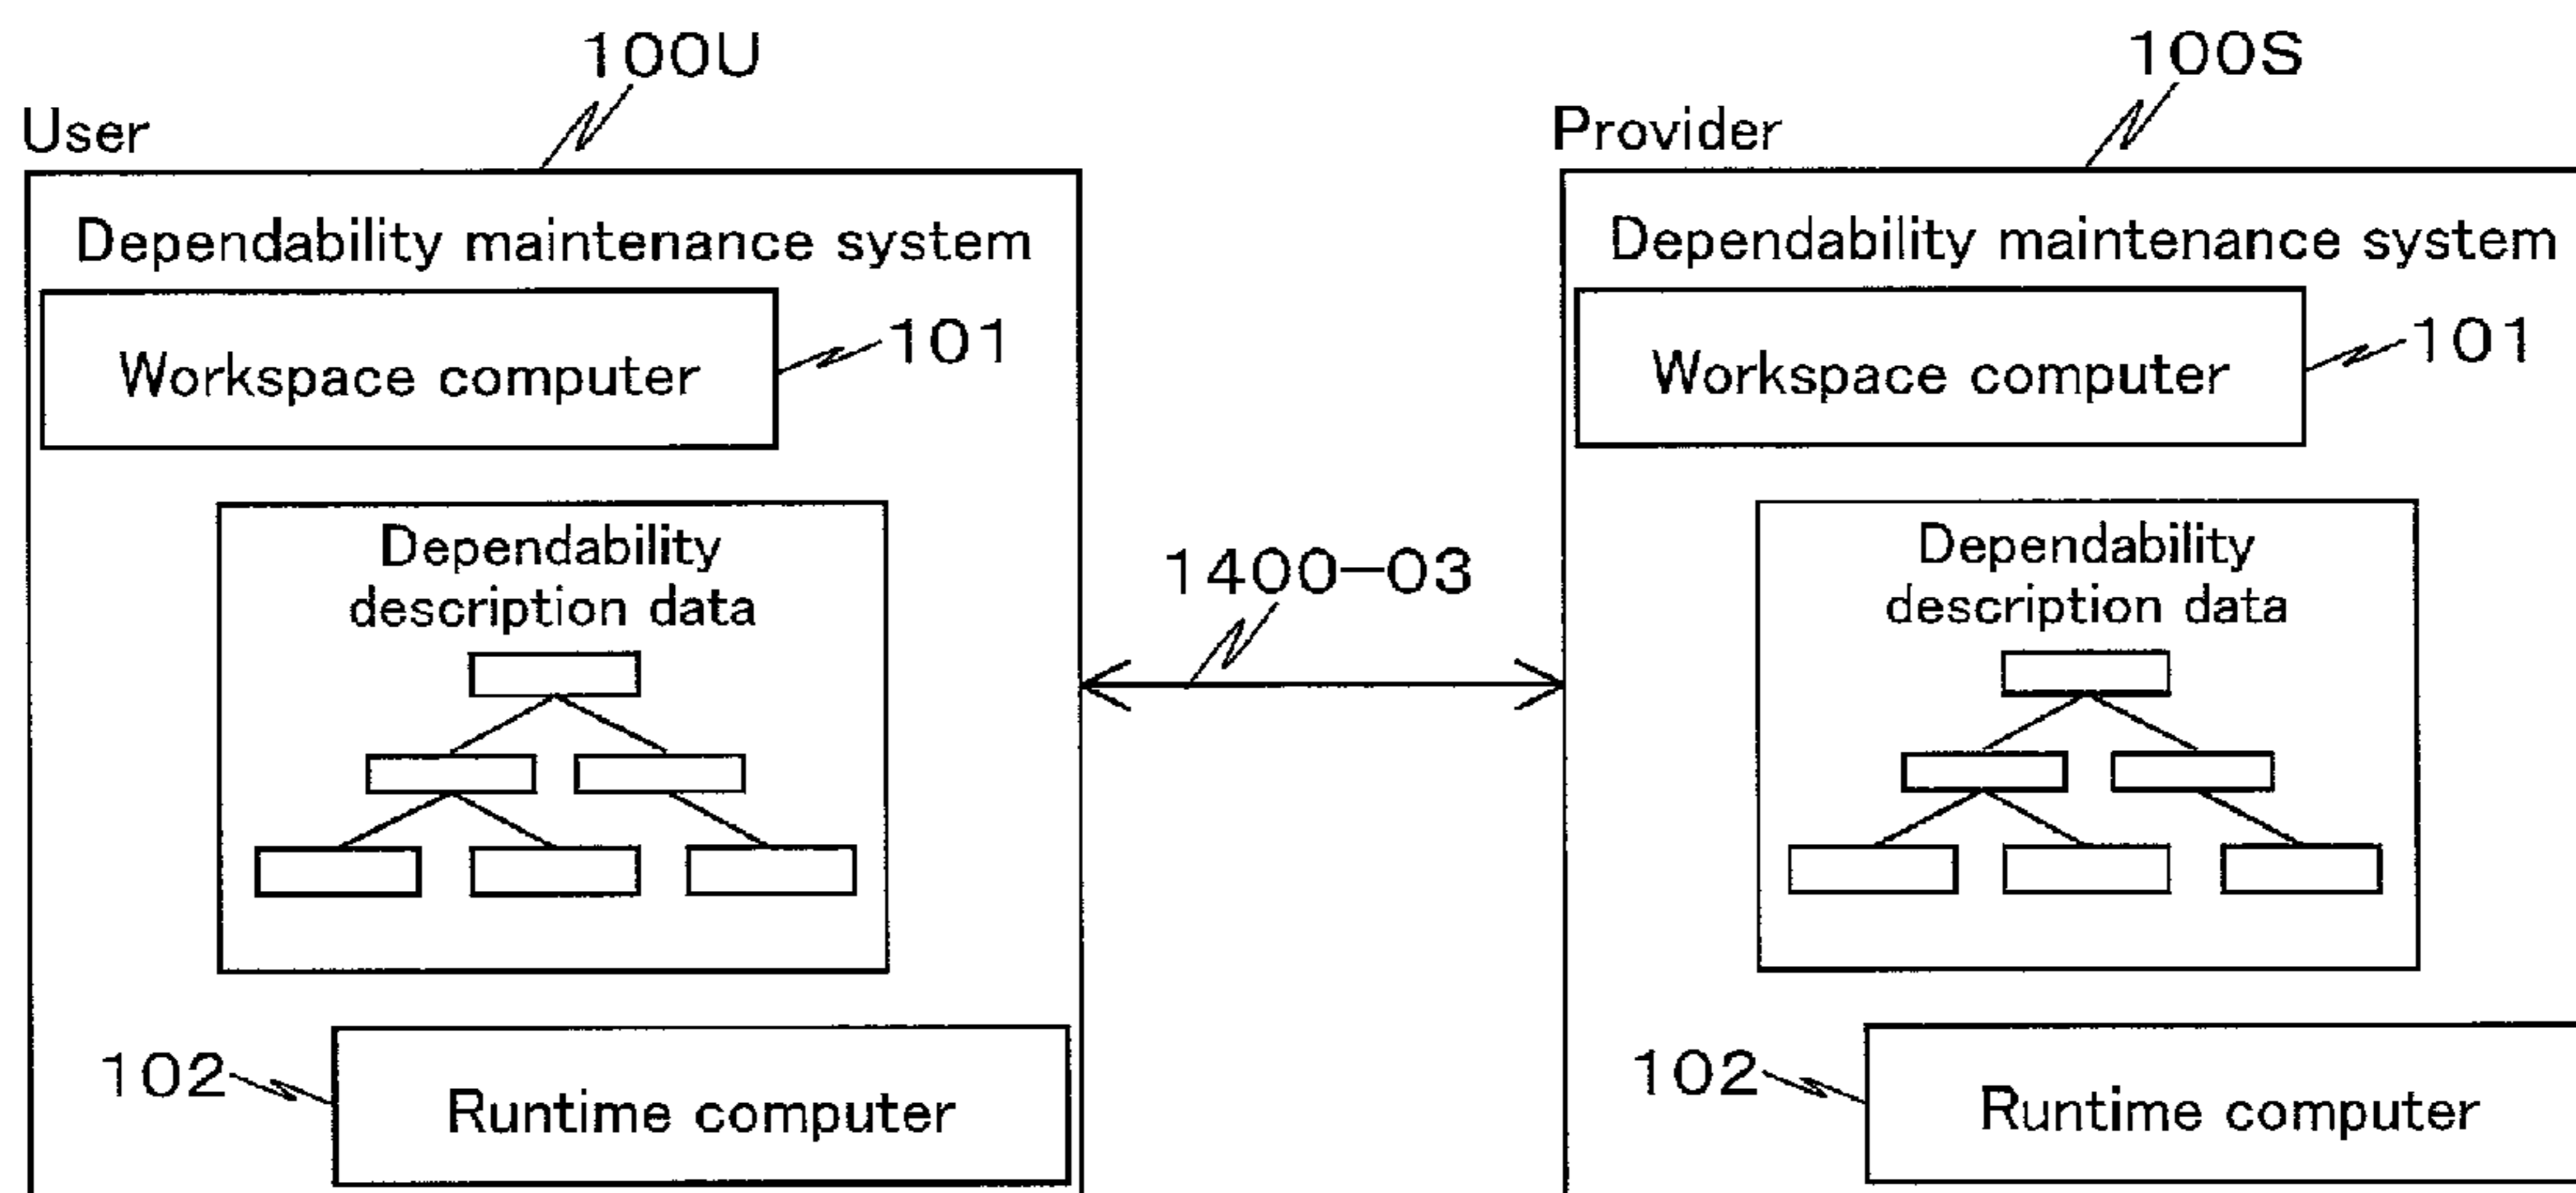 100U
User
Dependability maintenance system
Workspace computer
101
Dependability
description data
102
Runtime computer
1400-03
100S
Provider
Dependability maintenance system
Workspace computer
101
Dependability
description data
102
Runtime computer